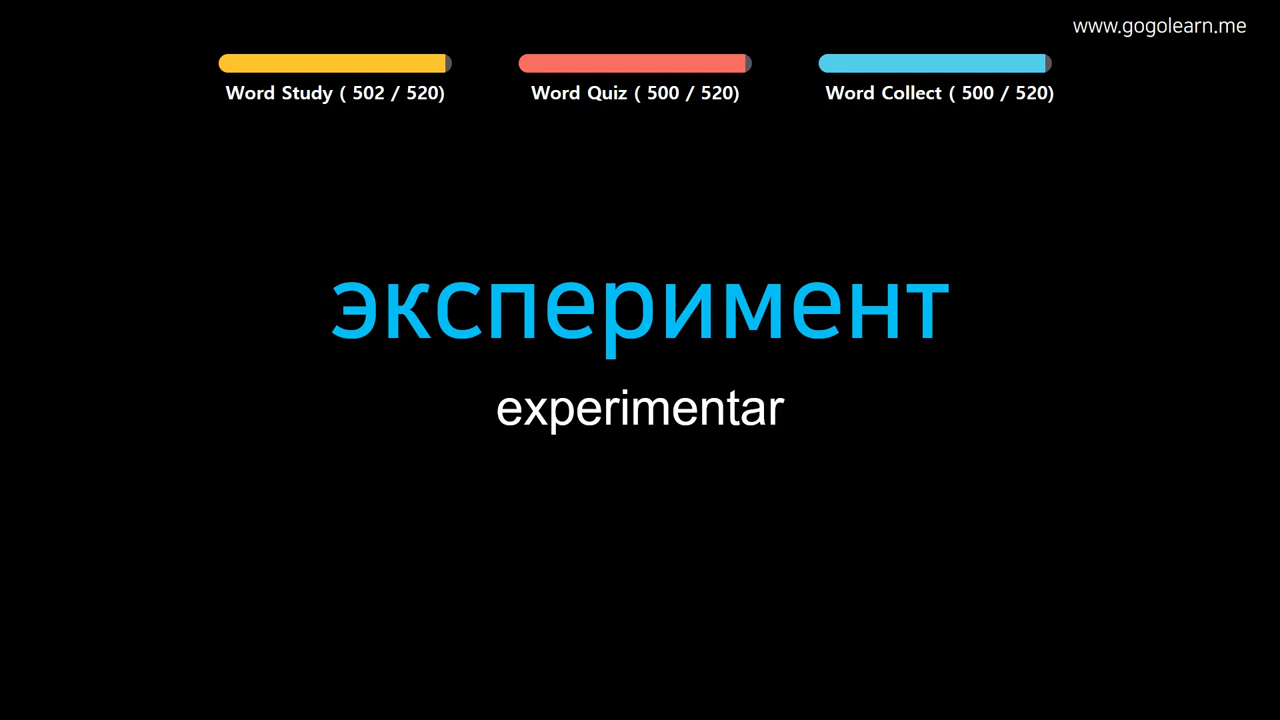 www.gogolearn.me
Word Study ( 502 / 520)
Word Quiz ( 500 / 520)
Word Collect ( 500 / 520)
эксперимент
experimentar